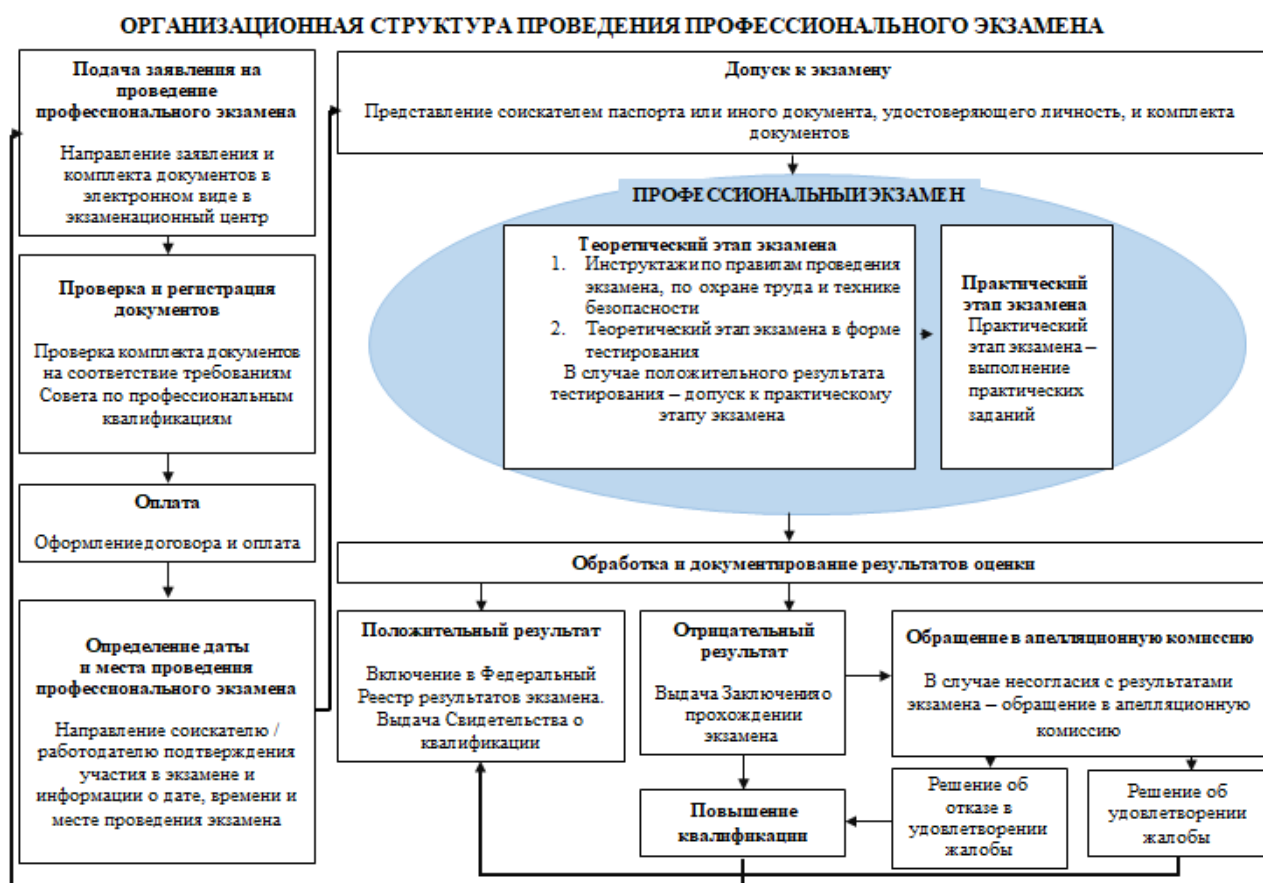 ОРГАНИЗАЦИОННАЯ СТРУКТУРА ПРОВЕДЕНИЯ ПРОФЕССИОНАЛЬНОГО ЭКЗАМЕНА
Подача заявления на
проведение
профессионального экзамена
Направление заявления и
комплекта документов в
электронном виде в
экзаменационный центр
Проверка и регистрация
документов
Проверка комплекта документов
на соответствие требованиям
Совета по профессиональным
квалификациям
Оплата
Оформление договора и оплата
Определение даты
и места проведения
профессионального экзамена
Направление соискателю /
работодателю подтверждения
участия в экзамене и
информации о дате, времени и
месте проведения экзамена
Допуск к экзамену
Представление соискателем паспорта или иного документа, удостоверяющего личность, и комплекта
документов
ПРОФЕССИОНАЛЬНЫЙ ЭКЗАМЕН
Теоретический этап экзамена
1. Инструктажи по правилам проведения
экзамена, по охране труда и технике
безопасности
2. Теоретический этап экзамена в форме
тестирования
В случае положительного результата
тестирования – допуск к практическому
этапу экзамена
Практический
этап экзамена
Практический
этап экзамена –
выполнение
практических
заданий
Обработка и документирование результатов оценки
Положительный результат
Включение в Федеральный
Реестр результатов экзамена.
Выдача Свидетельства о
квалификации
Отрицательный
результат
Выдача Заключения о
прохождении
экзамена
Обращение в апелляционную комиссию
В случае несогласия с результатами
экзамена – обращение в апелляционную
комиссию
Повышение
квалификации
Решение об
отказе в
удовлетворении
жалобы
Решение об
удовлетворении
жалобы